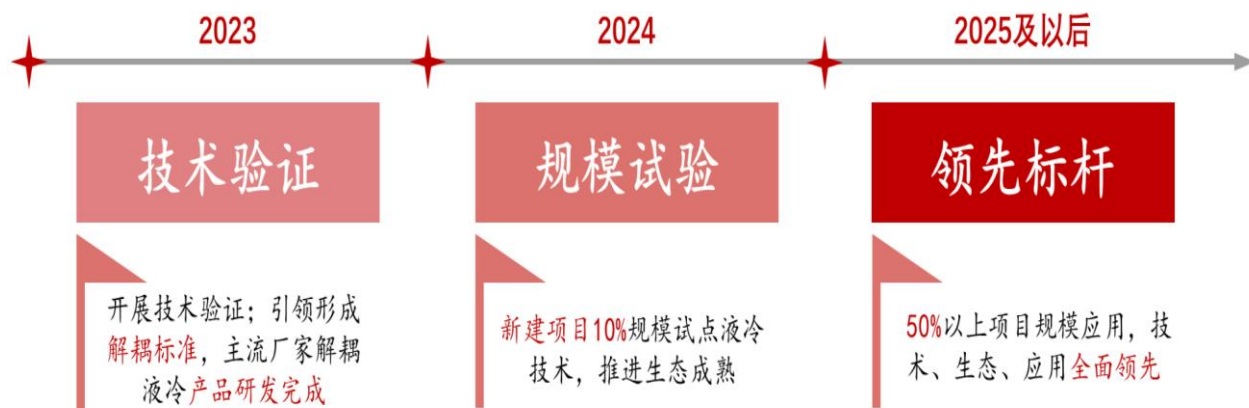 2023
2024
2025及以后
技术验证
规模试验
领先标杆
开展技术验证；引领形成
解耦标准，主流厂家解耦
液冷产品研发完成
新建项目10%规模试点液冷
技术，推进生态成熟
50%以上项目规模应用，技
术、生态、应用全面领先